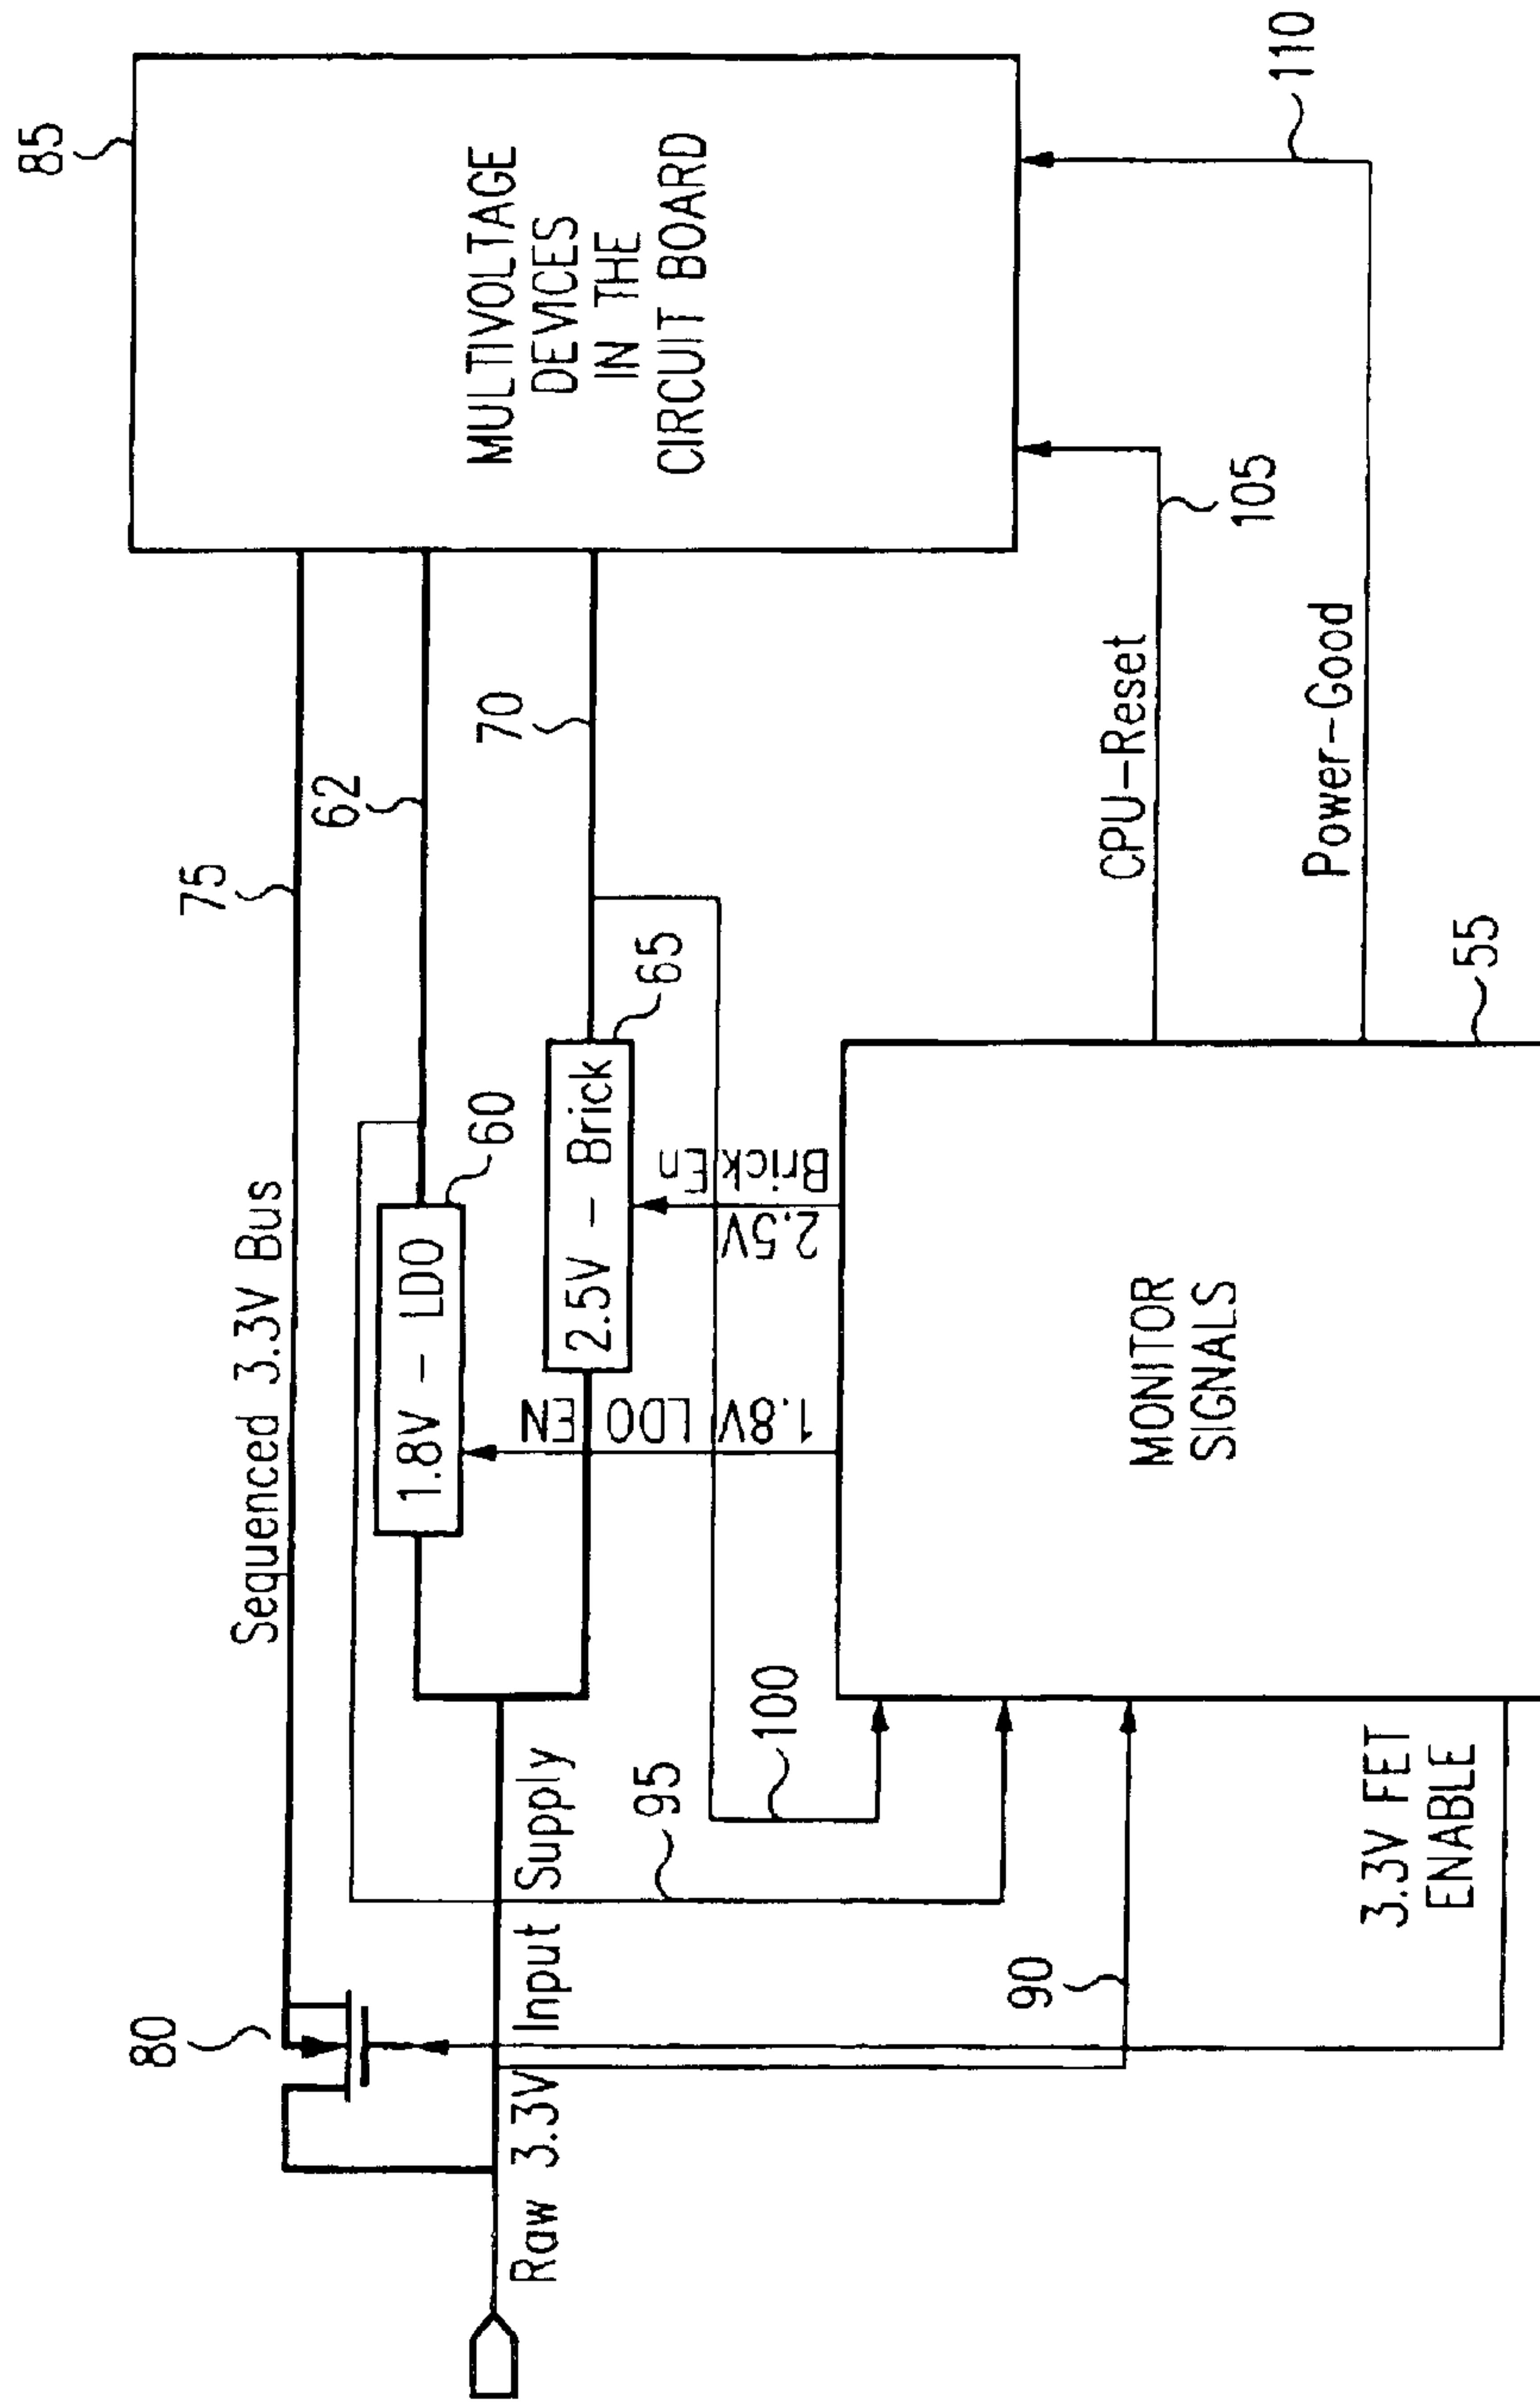 85
MULTIVOLTAGE
DEVICES
IN THE
CIRCUIT BOARD
75
62
70
Sequenced 3.3V Bus
80
1.8V - LDO
60
2.5V - Brick
65
1.8V LDO EN
2.5V
BrickEn
Raw 3.3V Input Supply
95
100
90
MONITOR
SIGNALS
55
3.3V FET
ENABLE
CPU-Reset
105
Power-Good
110